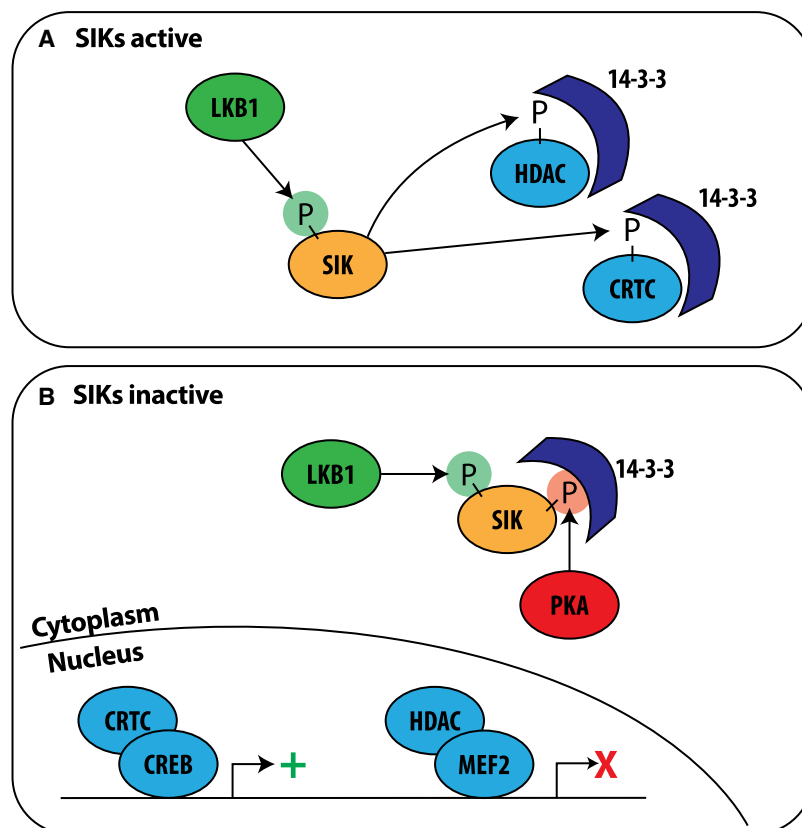 A SIKs active
LKB1
14-3-3
P
HDAC
14-3-3
P
P
SIK
CRTC
B SIKs inactive
LKB1
P
14-3-3
P
SIK
PKA
Cytoplasm
Nucleus
CRTC
HDAC
CREB
+
MEF2
X